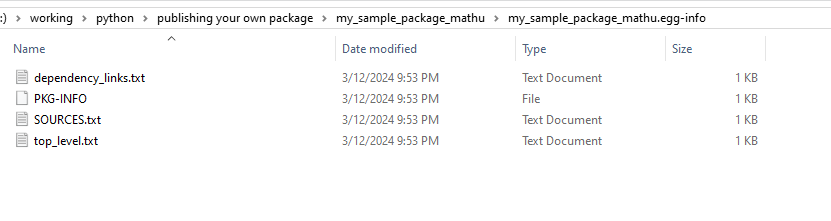 :) › working › python › publishing your own package › my_sample_package_mathu › my_sample_package_mathu.egg-info
Name Date modified Type Size
dependency_links.txt 3/12/2024 9:53 PM Text Document 1 KB
PKG-INFO 3/12/2024 9:53 PM File 1 KB
SOURCES.txt 3/12/2024 9:53 PM Text Document 1 KB
top_level.txt 3/12/2024 9:53 PM Text Document 1 KB